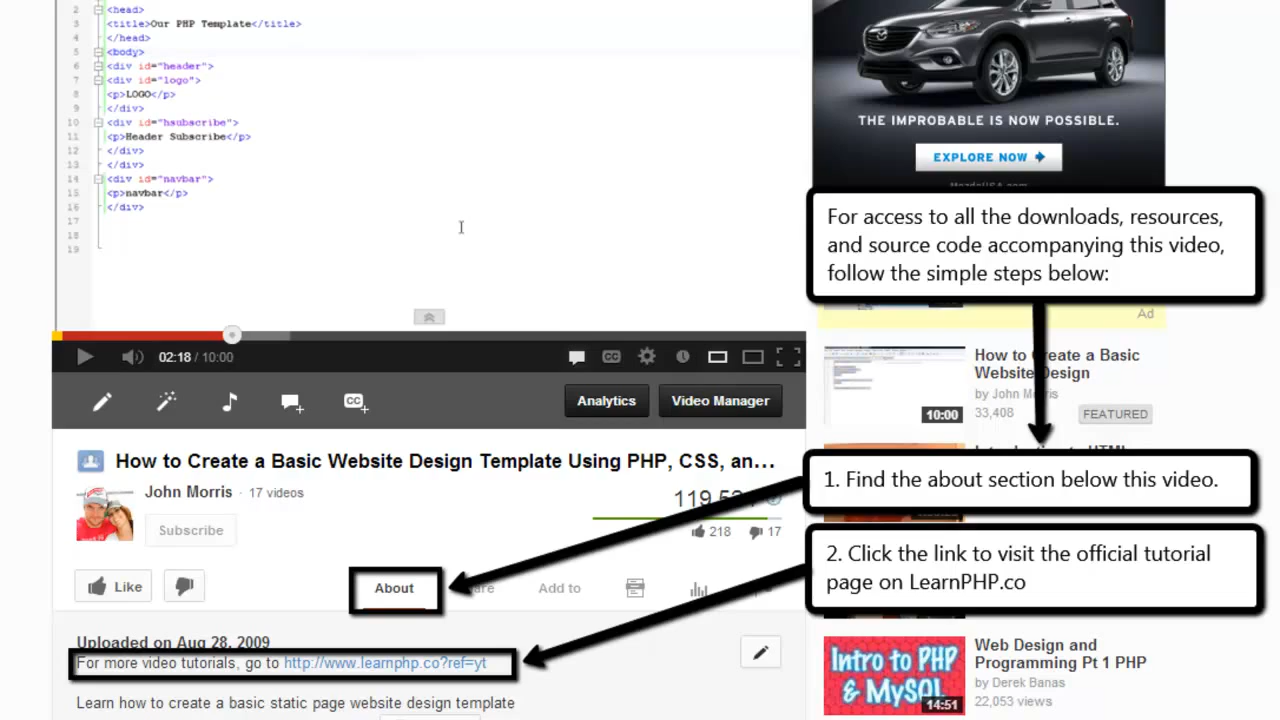 2 <head>
3 <title>Our PHP Template</title>
4 </head>
5 <body>
6 <div id="header">
7 <div id="logo">
8 <p>LOGO</p>
9 </div>
10 <div id="hsubscribe">
11 <p>Header Subscribe</p>
12 </div>
13 </div>
14 <div id="navbar">
15 <p>navbar</p>
16 </div>
17
18
19
THE IMPROBABLE IS NOW POSSIBLE.
EXPLORE NOW
MazdaUSA.com
For access to all the downloads, resources,
and source code accompanying this video,
follow the simple steps below:
Ad
02:18 / 10:00
CC
CC
Analytics
Video Manager
How to Create a Basic Website Design Template Using PHP, CSS, an...
John Morris · 17 videos
Subscribe
218
17
Like
About
Add to
Uploaded on Aug 28, 2009
For more video tutorials, go to http://www.learnphp.co?ref=yt
Learn how to create a basic static page website design template
How to Create a Basic
Website Design
by John Morris
33,408
FEATURED
10:00
1. Find the about section below this video.
2. Click the link to visit the official tutorial
page on LearnPHP.co
Intro to PHP
& MySQL
14:51
Web Design and
Programming Pt 1 PHP
by Derek Banas
22,053 views